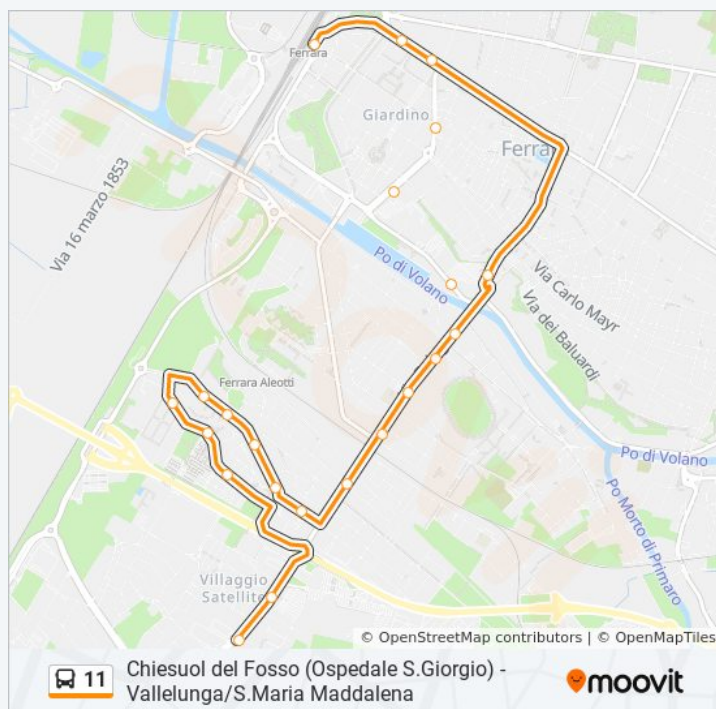 Ferrara
Giardino
Ferra
Via 16 marzo 1853
Po di Volano
Via Carlo Mayr
Via dei Baluardi
Ferrara Aleotti
Po di Volano
Po Morto di Primaro
Villaggio
Satellite
© OpenStreetMap contributors | © OpenMapTiles
11
Chiesuol del Fosso (Ospedale S.Giorgio) -
Vallelunga/S.Maria Maddalena
moovit